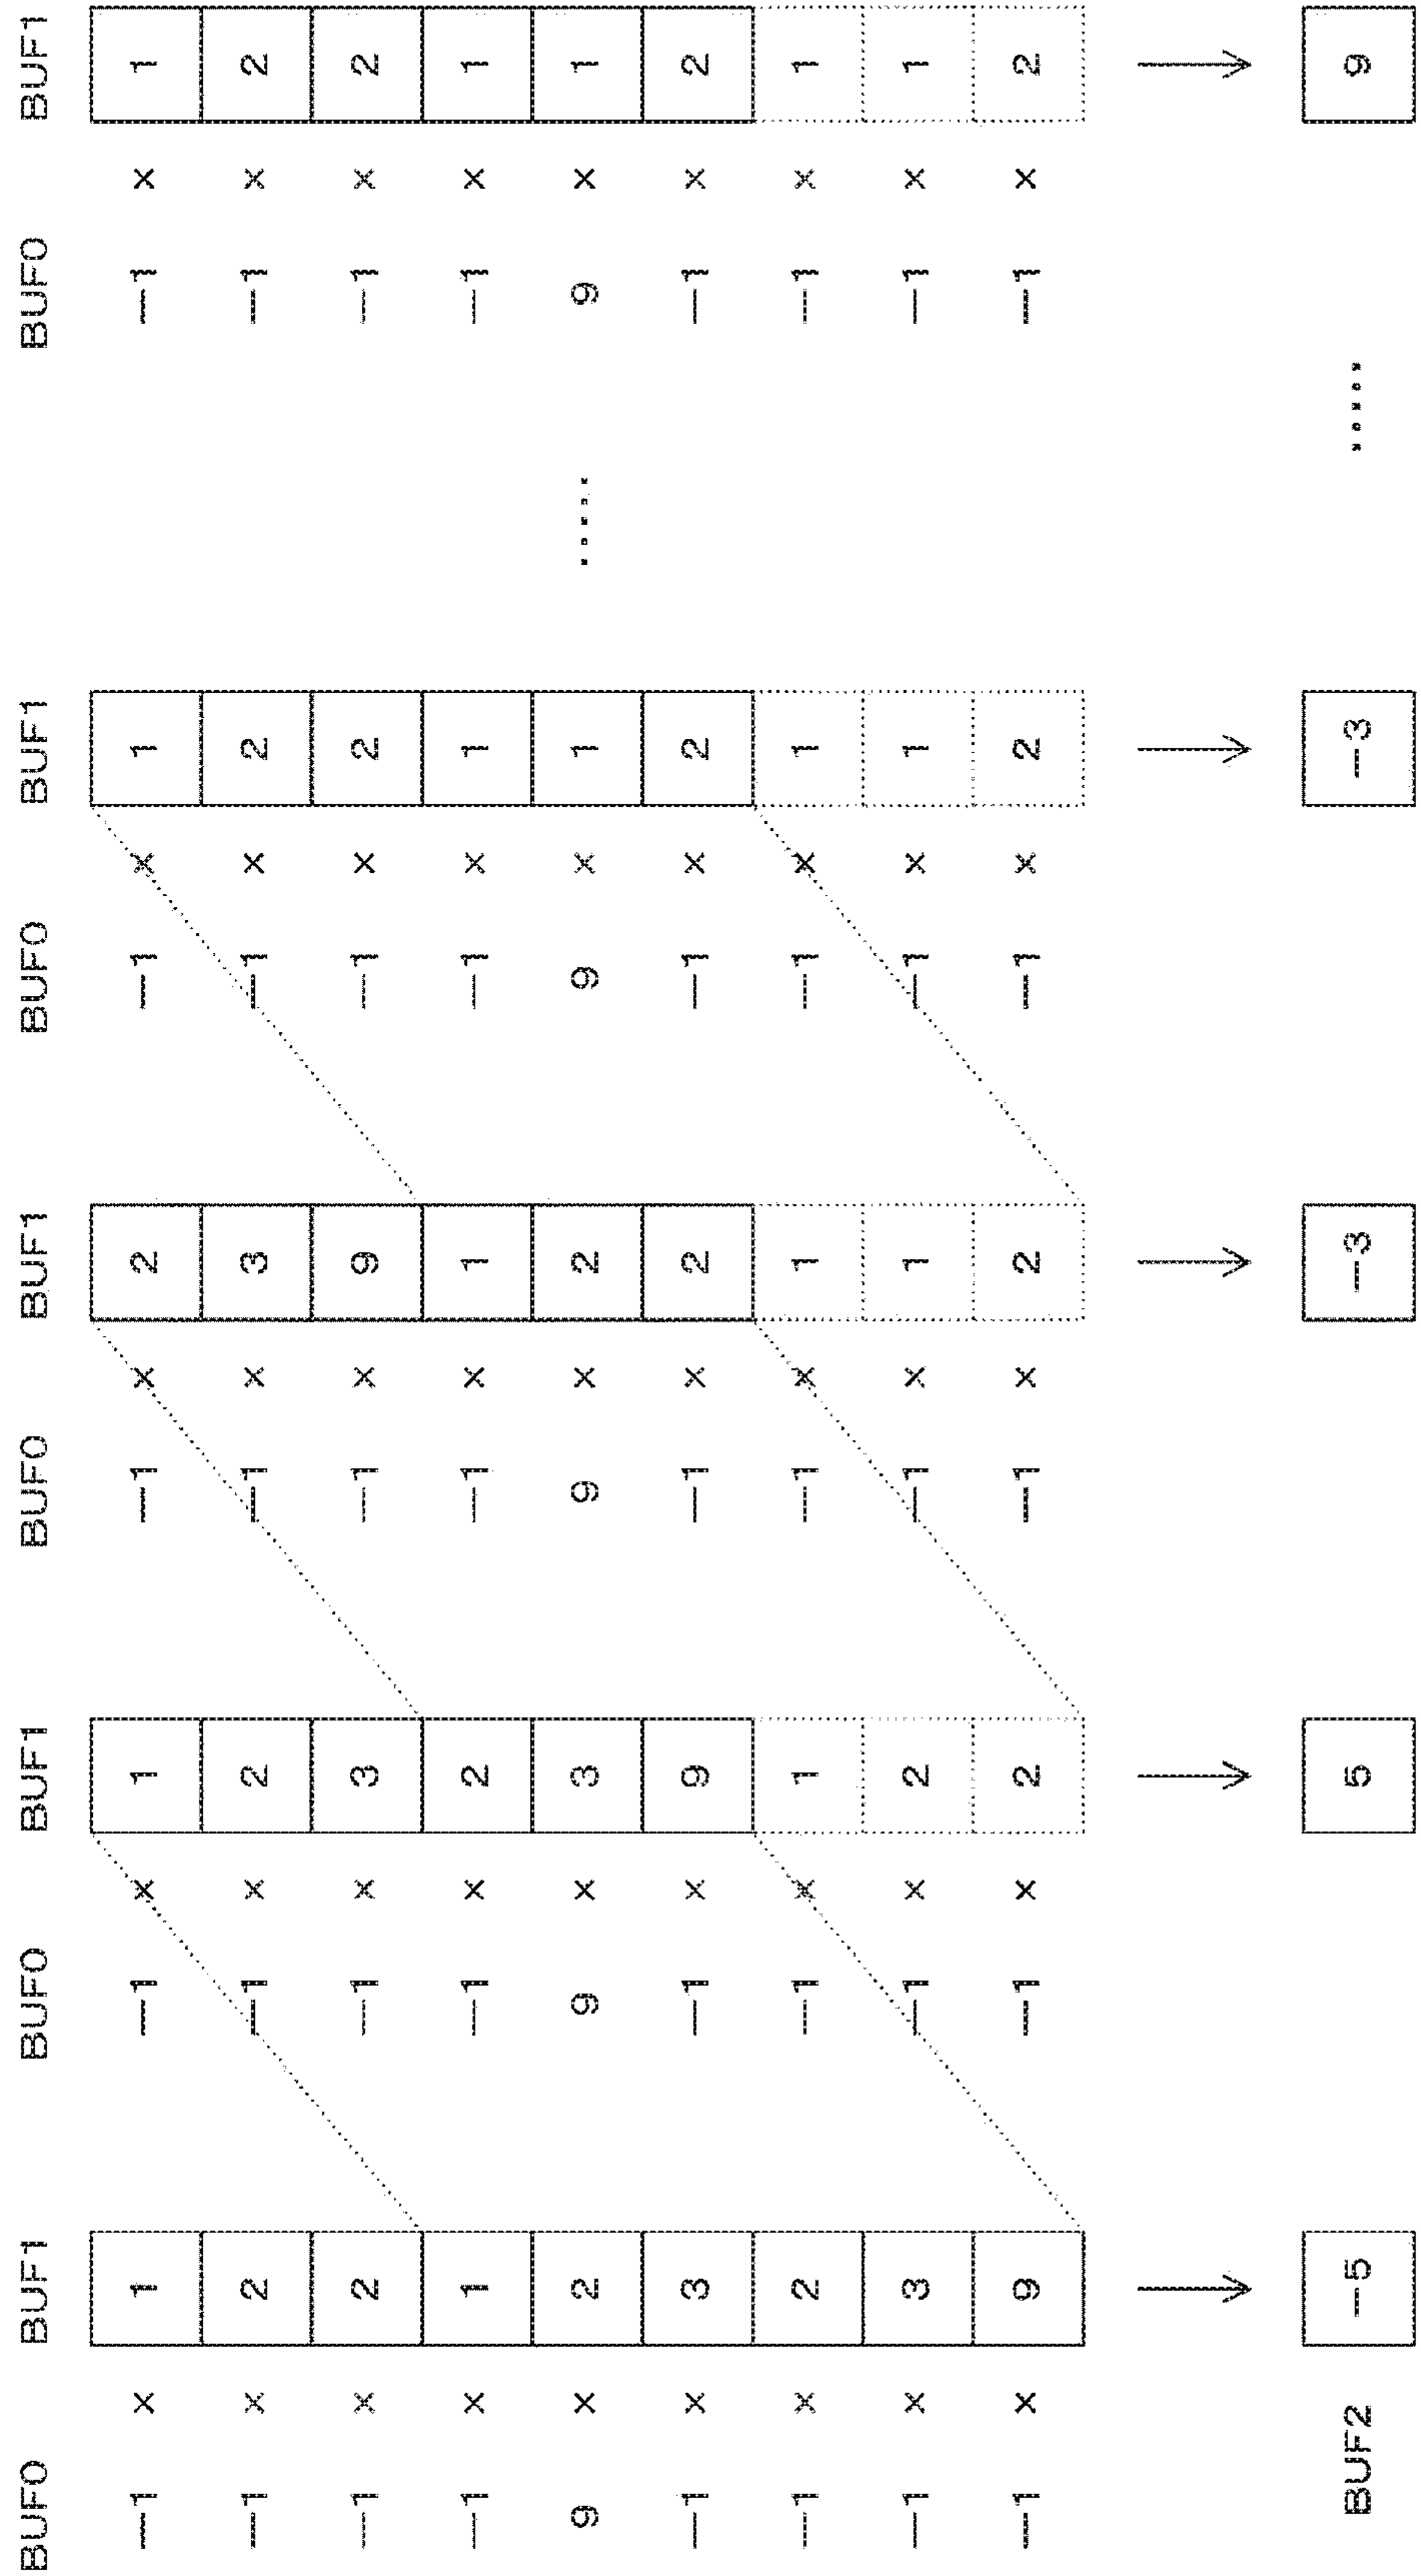 BUF0 BUF1 BUF0 BUF1 BUF0 BUF1 BUF0 BUF1 BUF0 BUF1
−1 × 1 −1 × 1 −1 × 2 −1 × 1 −1 × 1
−1 × 2 −1 × 2 −1 × 3 −1 × 2 −1 × 2
−1 × 2 −1 × 3 −1 × 9 −1 × 2 −1 × 2
−1 × 1 −1 × 2 −1 × 1 −1 × 1 −1 × 1
9 × 2 9 × 3 9 × 2 9 × 1 ..... 9 × 1
−1 × 3 −1 × 9 −1 × 2 −1 × 2 −1 × 2
−1 × 2 −1 × 1 −1 × 1 −1 × 1 −1 × 1
−1 × 3 −1 × 2 −1 × 1 −1 × 1 −1 × 1
−1 × 9 −1 × 2 −1 × 2 −1 × 2 −1 × 2
BUF2 −5 5 −3 −3 ..... 9